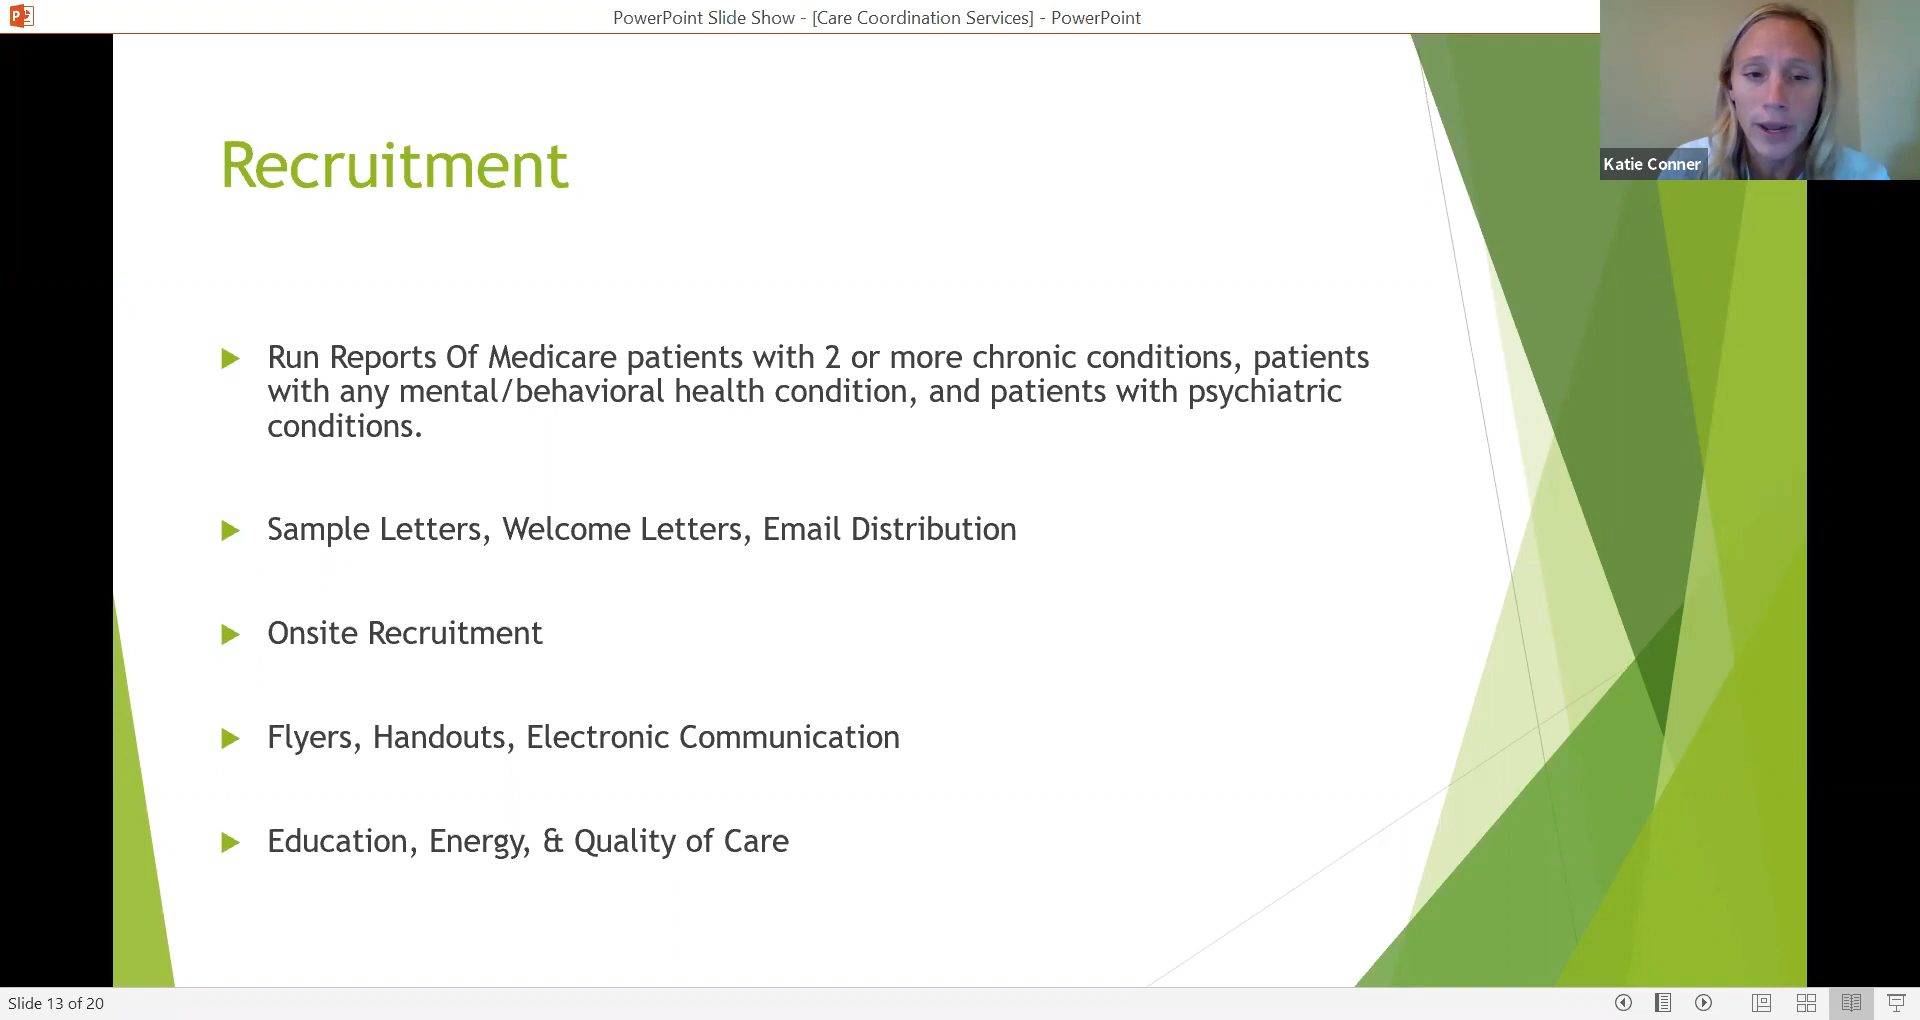 PowerPoint Slide Show - [Care Coordination Services] - PowerPoint
Katie Conner
Recruitment
Run Reports Of Medicare patients with 2 or more chronic conditions, patients
with any mental/behavioral health condition, and patients with psychiatric
conditions.
Sample Letters, Welcome Letters, Email Distribution
Onsite Recruitment
Flyers, Handouts, Electronic Communication
Education, Energy, & Quality of Care
Slide 13 of 20